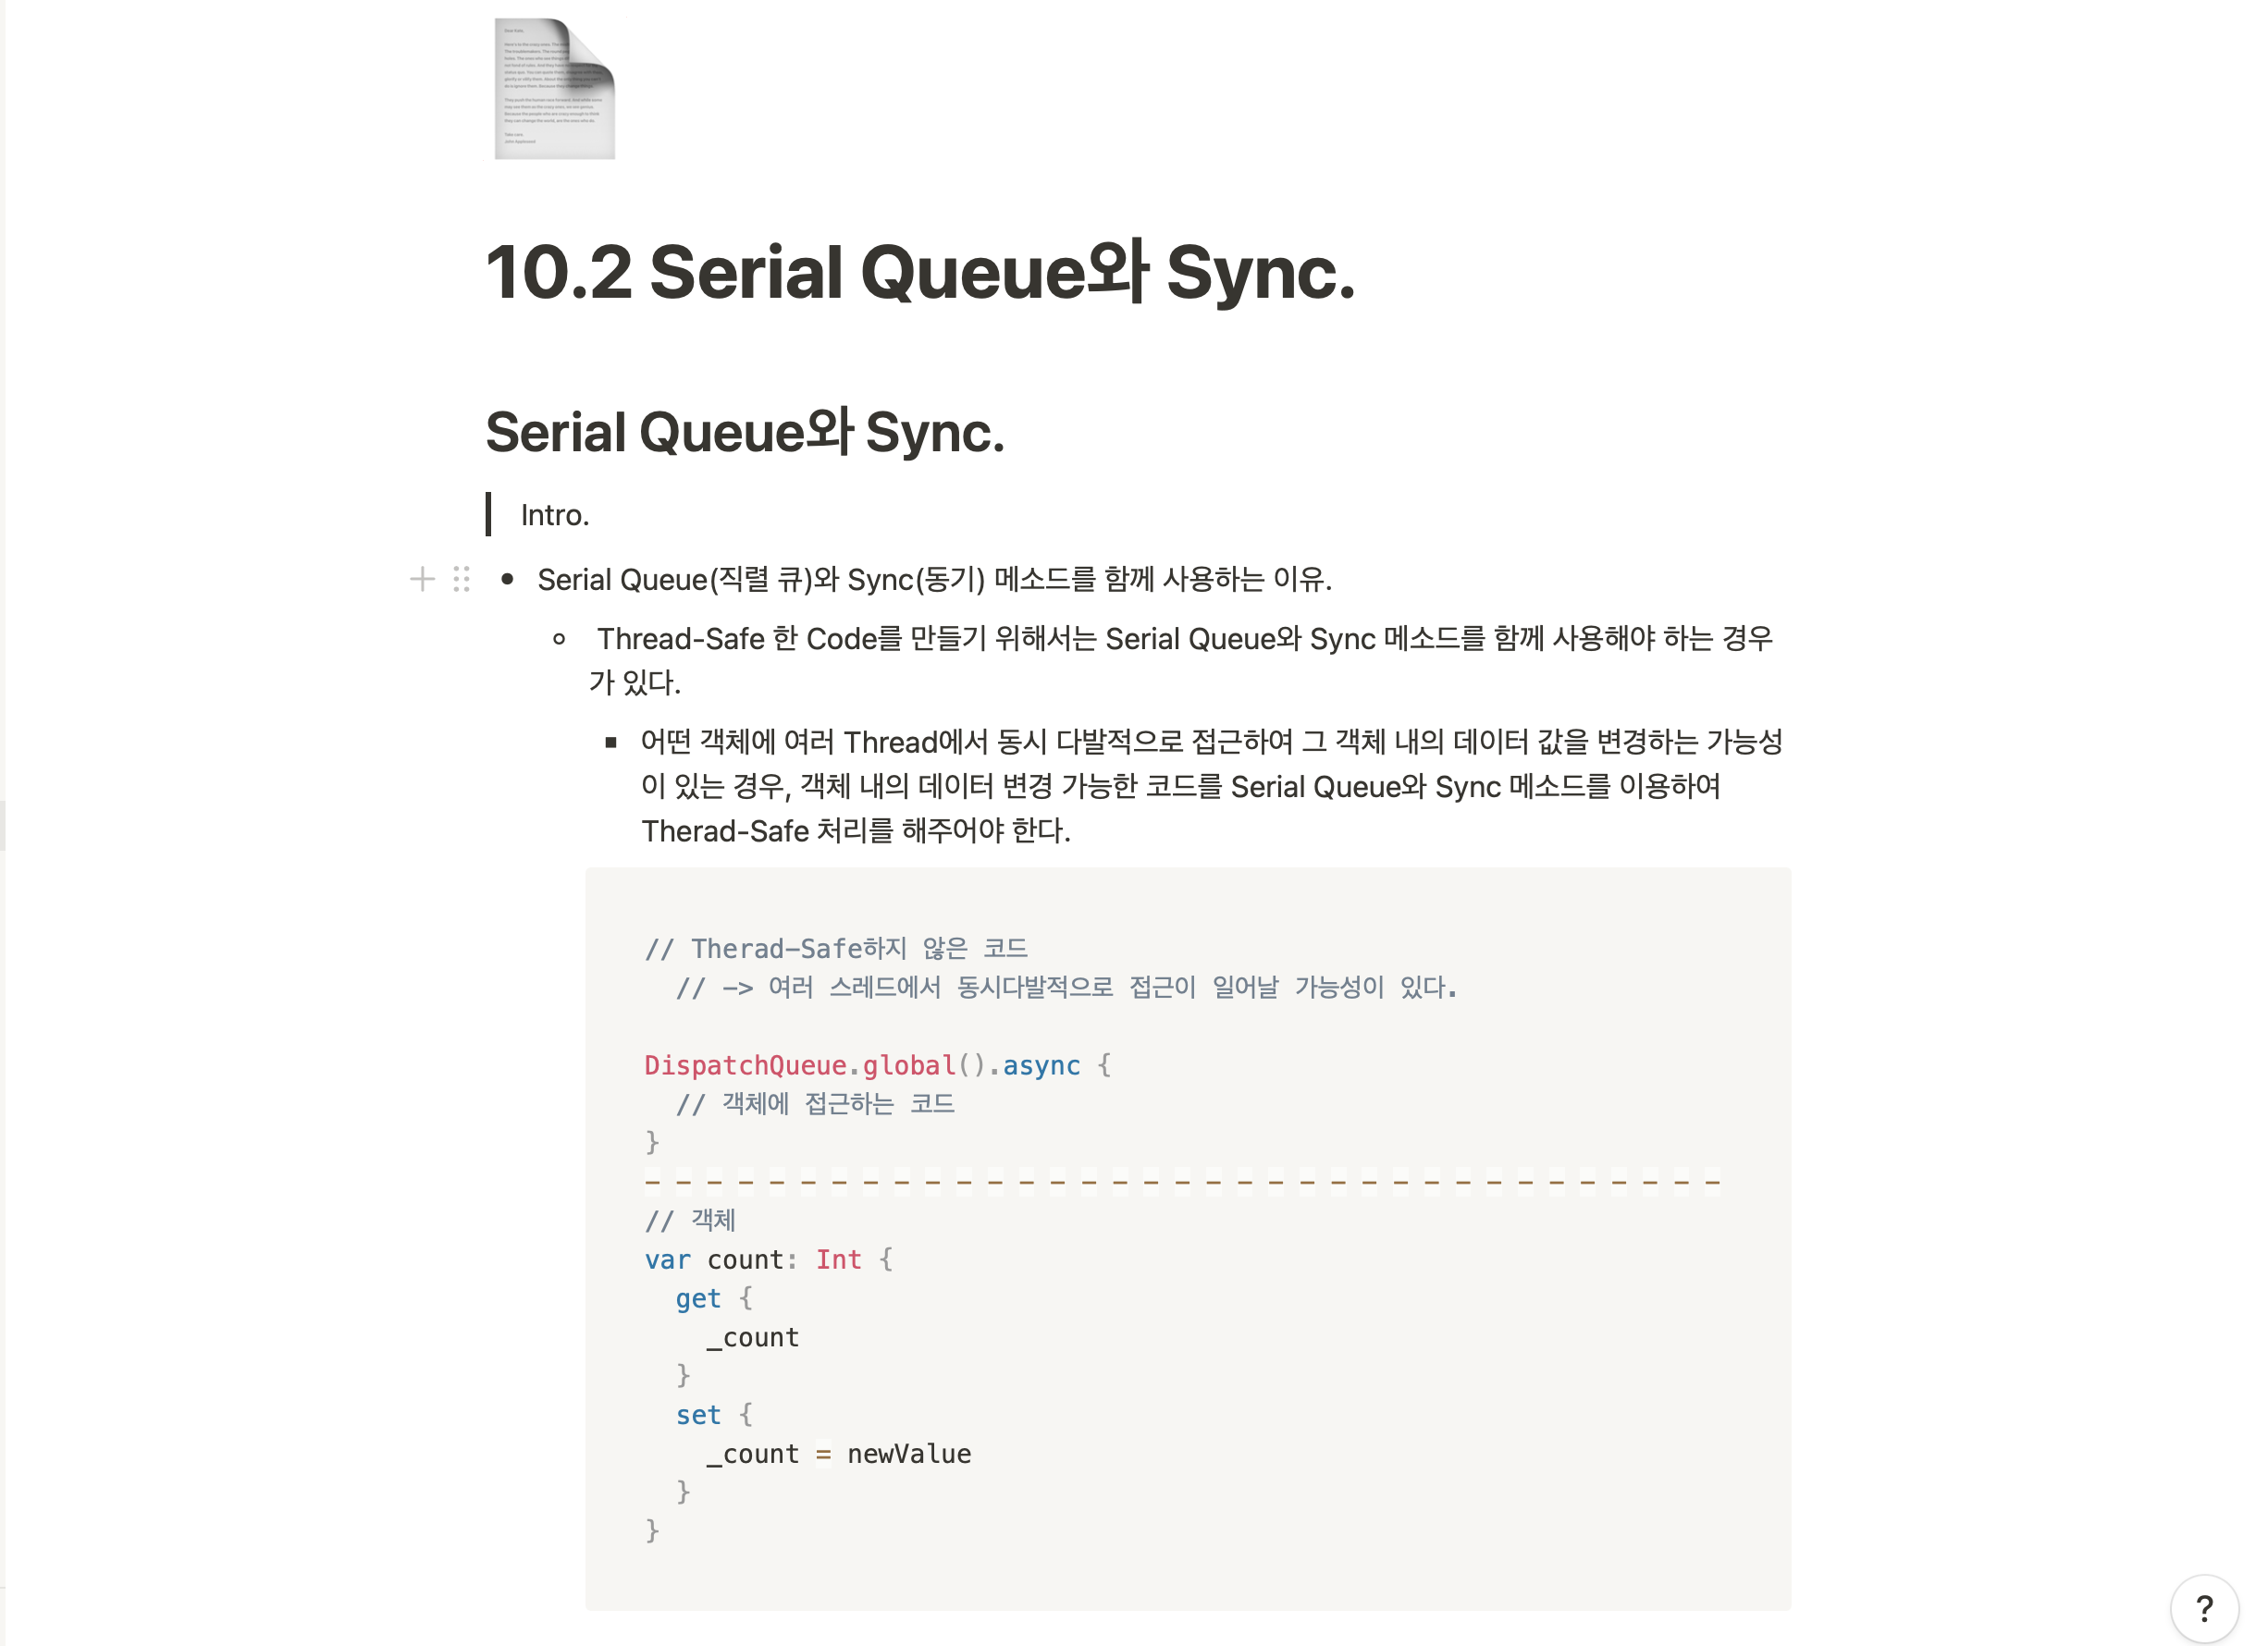 10.2 Serial Queue와 Sync.
Serial Queue와 Sync.
Intro.
Serial Queue(직렬 큐)와 Sync(동기) 메소드를 함께 사용하는 이유.
Thread-Safe 한 Code를 만들기 위해서는 Serial Queue와 Sync 메소드를 함께 사용해야 하는 경우
가 있다.
어떤 객체에 여러 Thread에서 동시 다발적으로 접근하여 그 객체 내의 데이터 값을 변경하는 가능성
이 있는 경우, 객체 내의 데이터 변경 가능한 코드를 Serial Queue와 Sync 메소드를 이용하여
Therad-Safe 처리를 해주어야 한다.
// Therad-Safe하지 않은 코드
// -> 여러 스레드에서 동시다발적으로 접근이 일어날 가능성이 있다.
DispatchQueue.global().async {
// 객체에 접근하는 코드
}
- - - - - - - - - - - - - - - - - - - - - - - - - - - - - - - - - - -
// 객체
var count: Int {
get {
_count
}
set {
_count = newValue
}
}
?